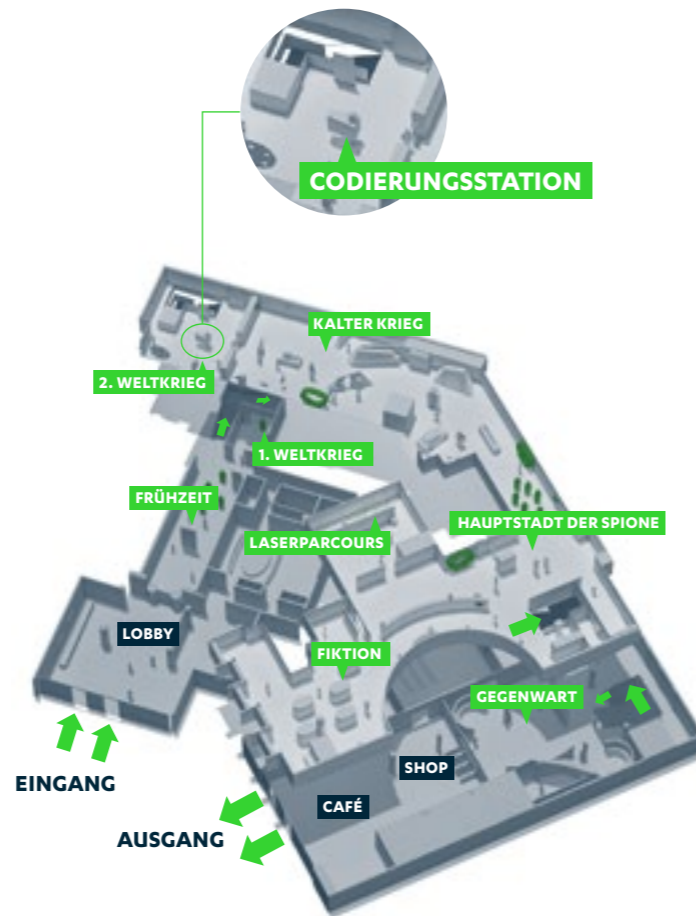 CODIERUNGSSTATION
KALTER KRIEG
2. WELTKRIEG
1. WELTKRIEG
FRÜHZEIT
HAUPTSTADT DER SPIONE
LASERPARCOURS
LOBBY
FIKTION
GEGENWART
EINGANG
SHOP
CAFÉ
AUSGANG